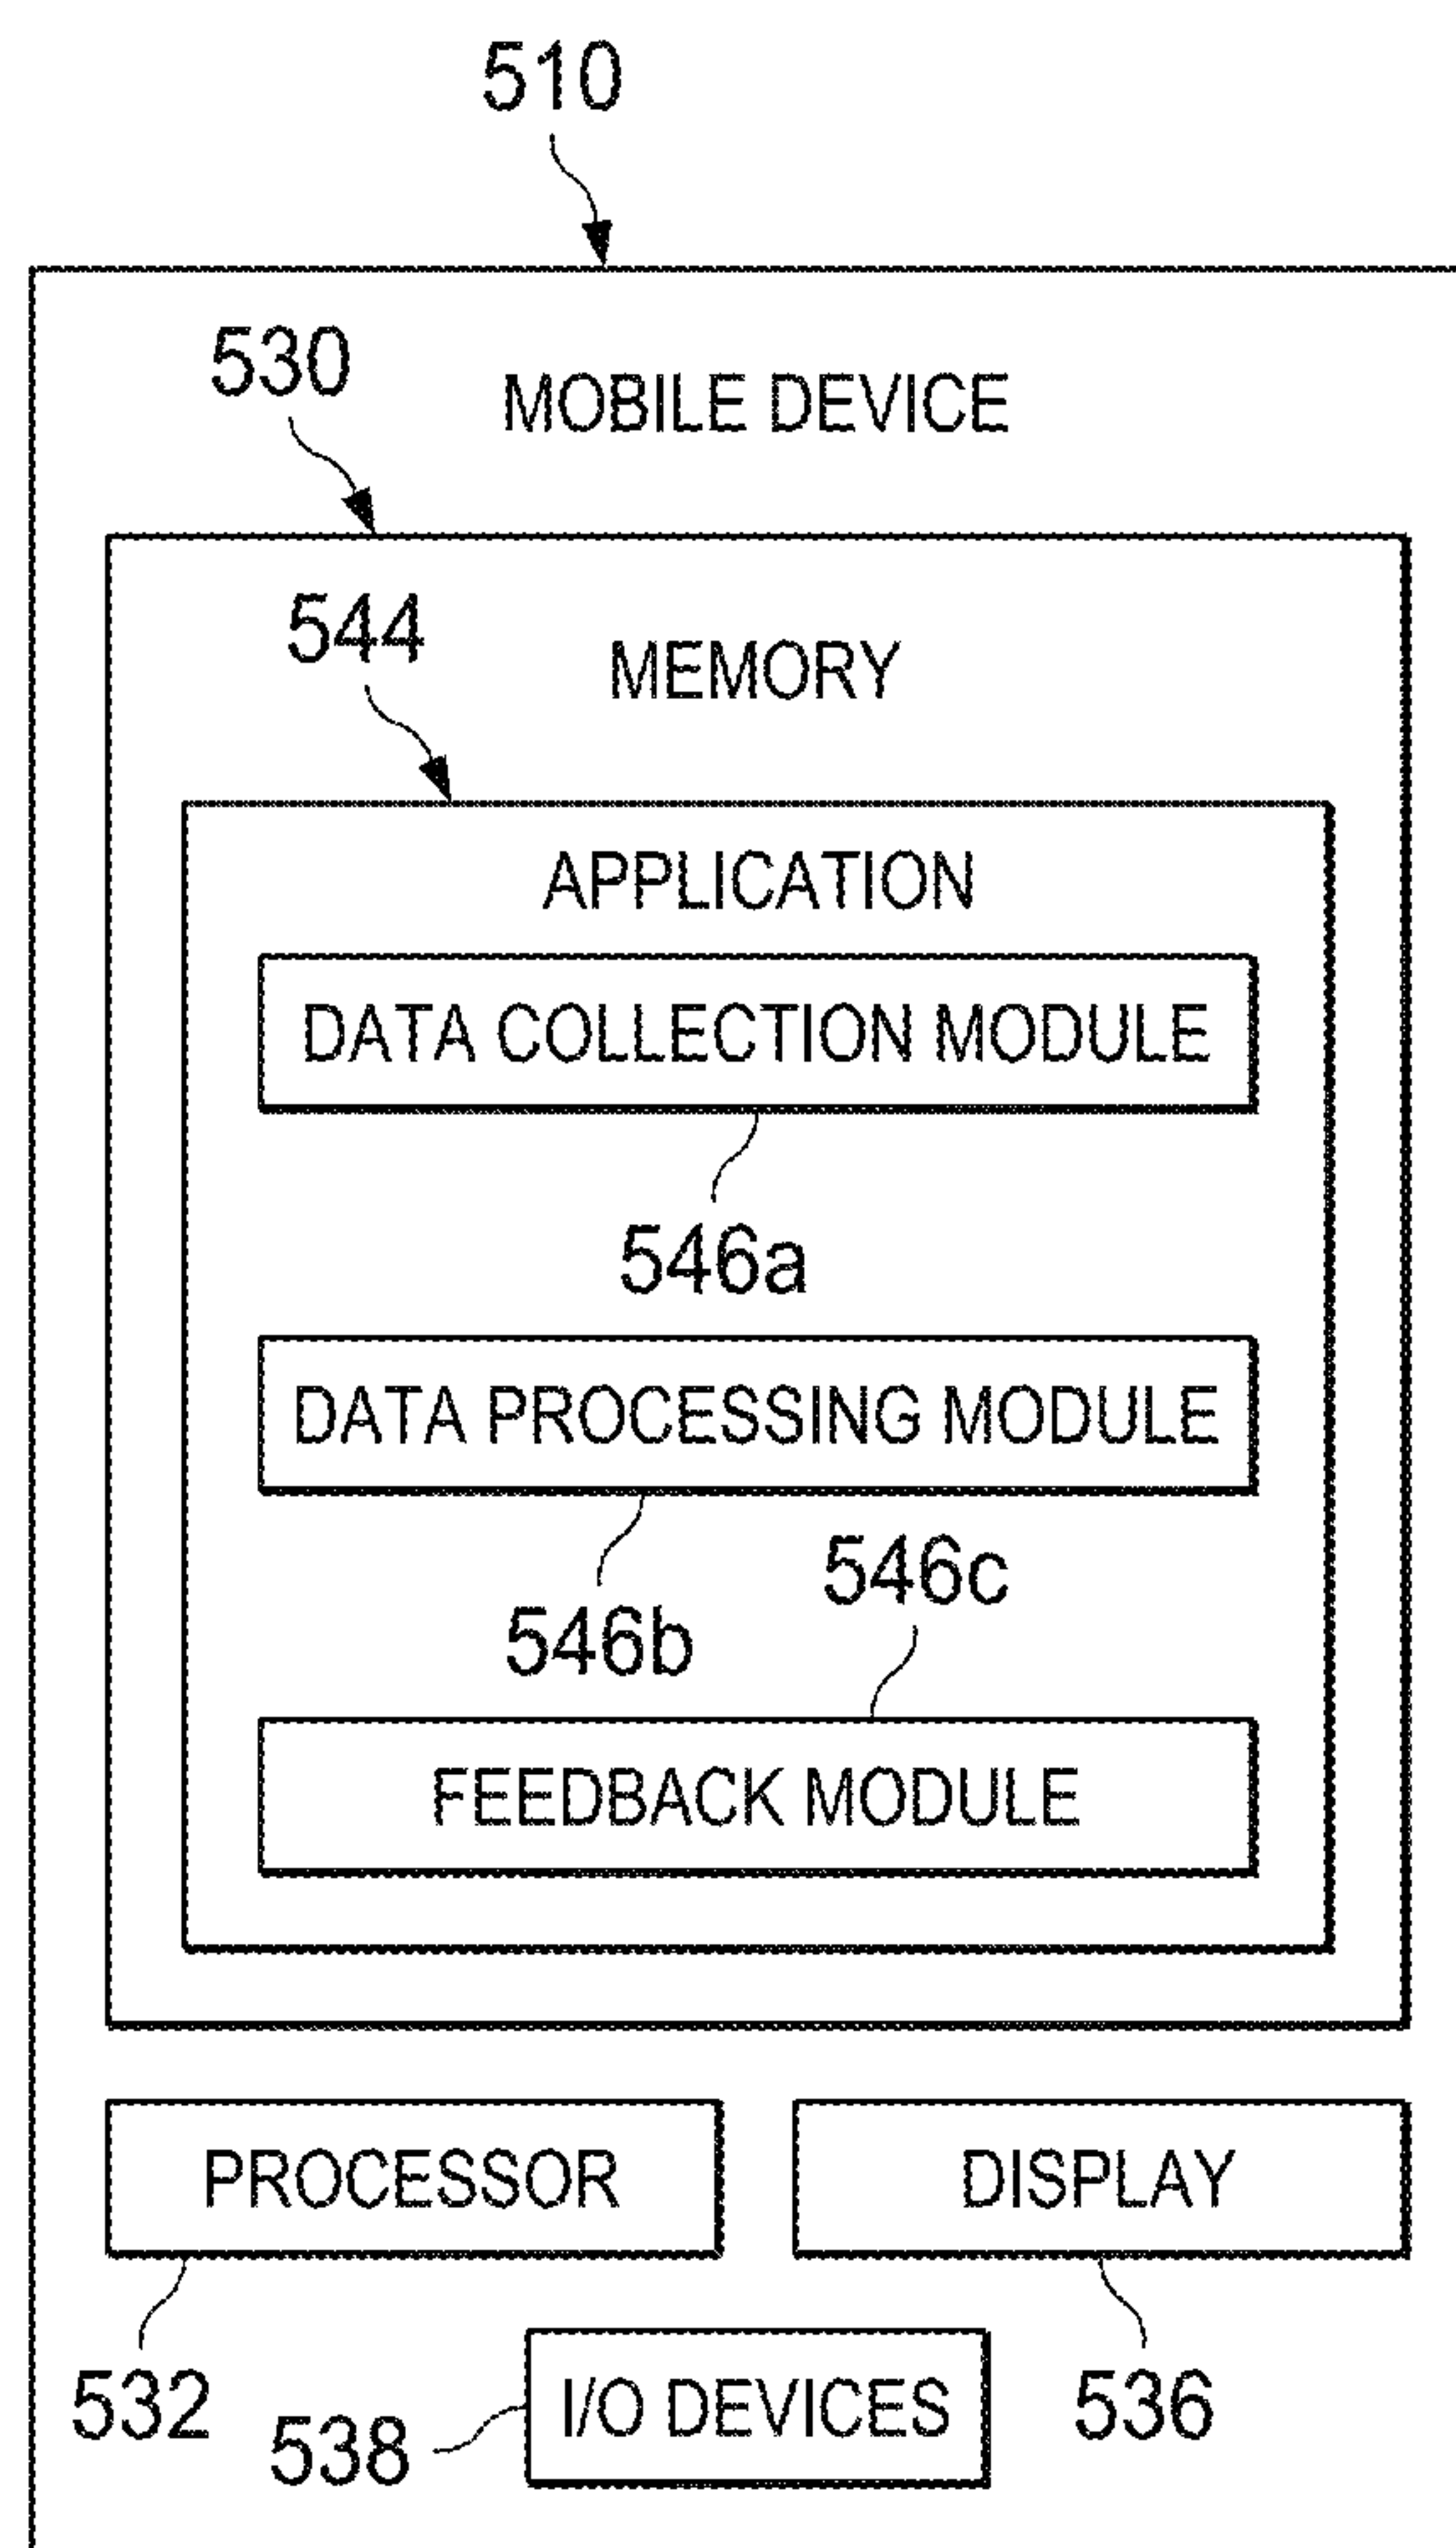 510
530
MOBILE DEVICE
544
MEMORY
APPLICATION
DATA COLLECTION MODULE
546a
DATA PROCESSING MODULE
546b
546c
FEEDBACK MODULE
PROCESSOR
DISPLAY
532
538
I/O DEVICES
536